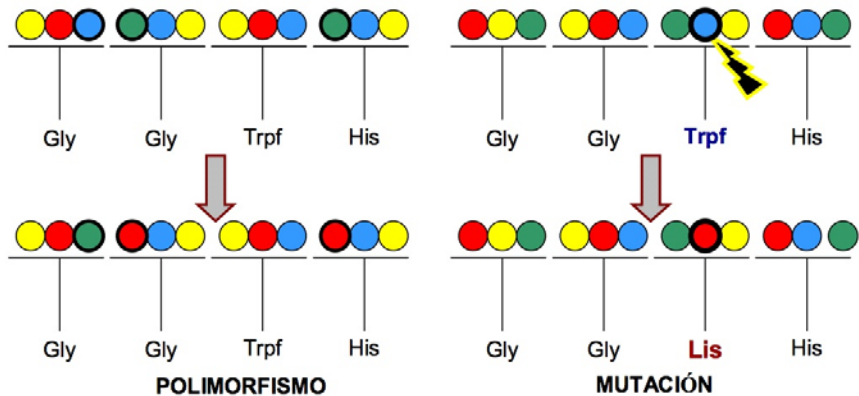 Gly Gly Trpf His
Gly Gly Trpf His
Gly Gly Trpf His
Gly Gly Lis His
POLIMORFISMO
MUTACIÓN